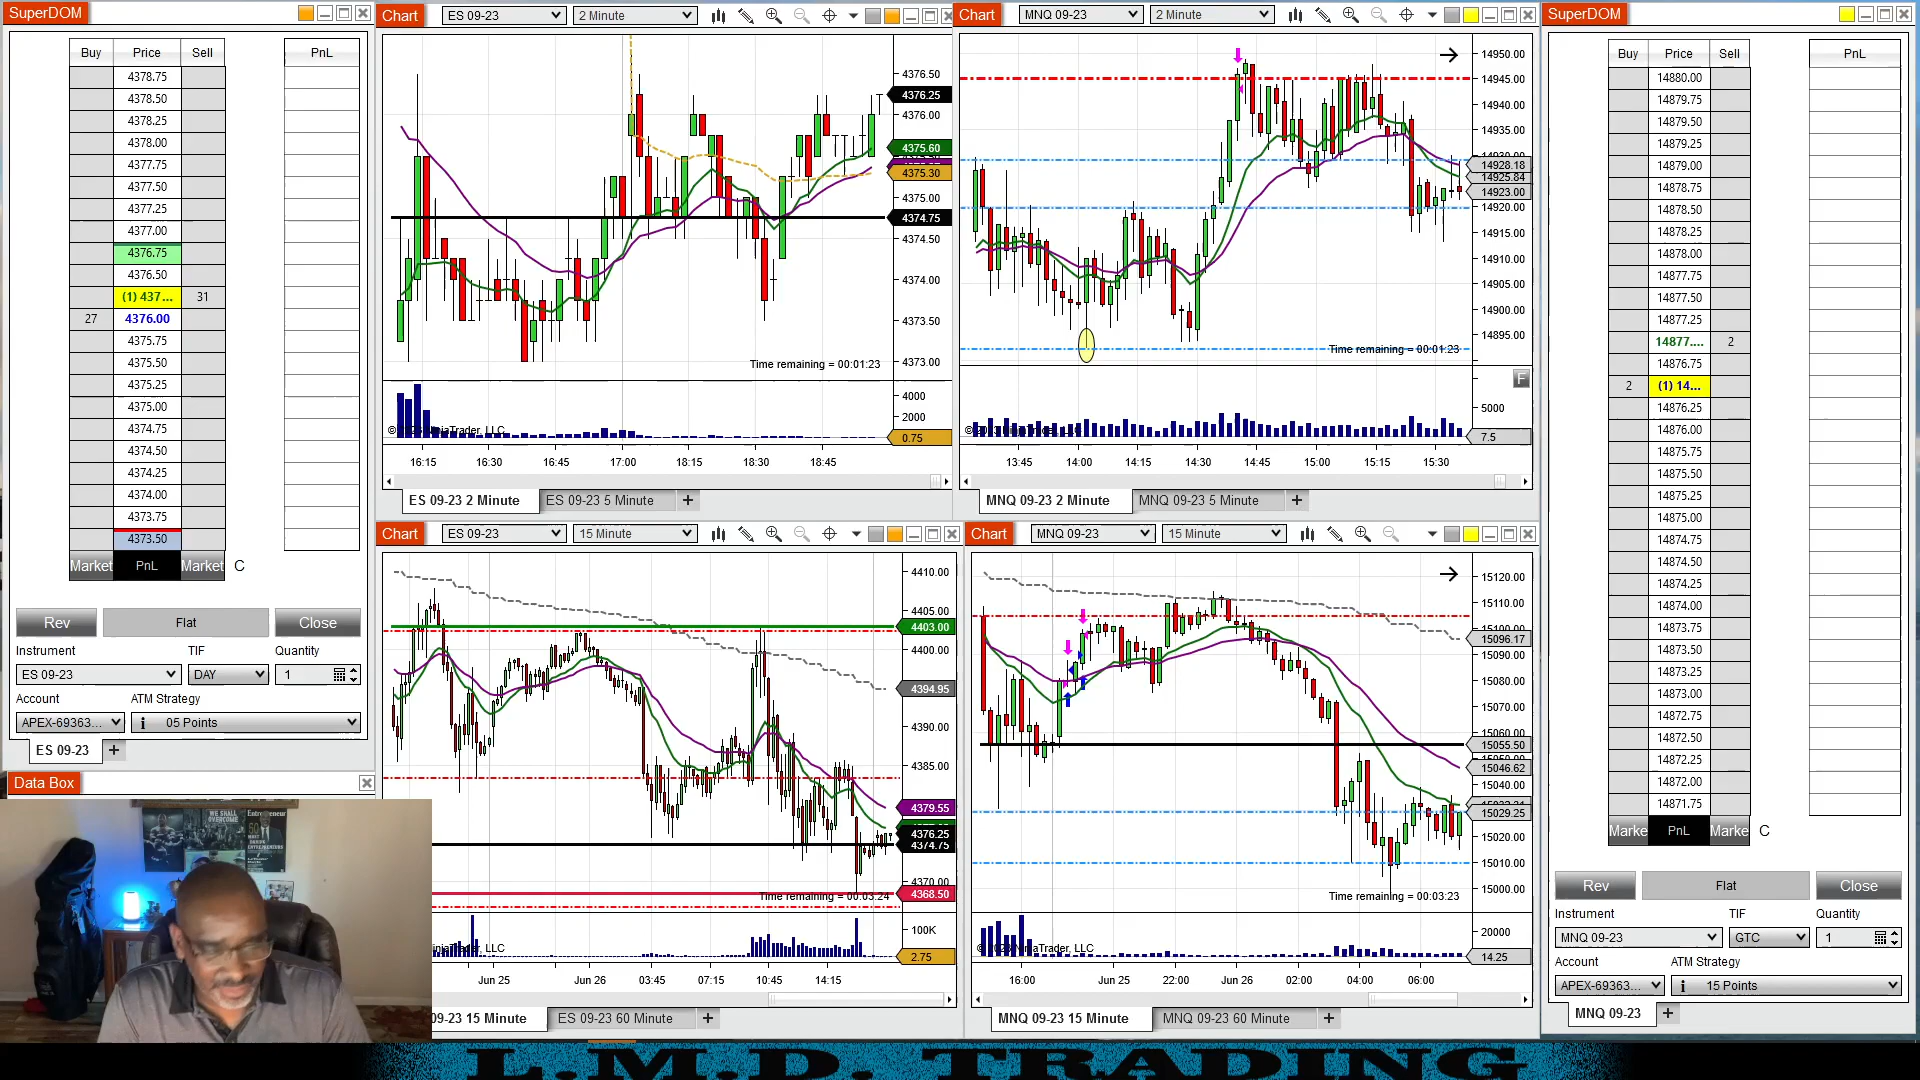 SuperDOM
Buy Price Sell PnL
4378.75
4378.50
4378.25
4378.00
4377.75
4377.50
4377.25
4377.00
4376.75
4376.50
(1) 437... 31
27 4376.00
4375.75
4375.50
4375.25
4375.00
4374.75
4374.50
4374.25
4374.00
4373.75
4373.50
Market PnL Market C
Rev Flat Close
Instrument TIF Quantity
ES 09-23 DAY 1
Account ATM Strategy
APEX-69363... i 05 Points
ES 09-23 +
Data Box
Chart ES 09-23 2 Minute
4376.50
4376.25
4376.00
4375.60
4375.30
4375.00
4374.75
4374.50
4374.00
4373.50
4373.00
Time remaining = 00:01:23
4000
2000
0.75
16:15 16:30 16:45 17:00 18:15 18:30 18:45
ES 09-23 2 Minute ES 09-23 5 Minute +
Chart MNQ 09-23 2 Minute
14950.00
14945.00
14940.00
14935.00
14928.18
14925.84
14923.00
14920.00
14915.00
14910.00
14905.00
14900.00
14895.00
Time remaining = 00:01:23
F
5000
7.5
13:45 14:00 14:15 14:30 14:45 15:00 15:15 15:30
MNQ 09-23 2 Minute MNQ 09-23 5 Minute +
Chart ES 09-23 15 Minute
4410.00
4405.00
4403.00
4400.00
4394.95
4390.00
4385.00
4379.55
4376.25
4374.75
4370.00
4368.50
Time remaining = 00:03:24
100K
2.75
Jun 25 Jun 26 03:45 07:15 10:45 14:15
09-23 15 Minute ES 09-23 60 Minute +
Chart MNQ 09-23 15 Minute
15120.00
15110.00
15100.00
15096.17
15090.00
15080.00
15070.00
15060.00
15055.50
15046.62
15040.00
15029.25
15020.00
15010.00
15000.00
Time remaining = 00:03:23
20000
14.25
16:00 Jun 25 22:00 Jun 26 02:00 04:00 06:00
MNQ 09-23 15 Minute MNQ 09-23 60 Minute +
SuperDOM
Buy Price Sell PnL
14880.00
14879.75
14879.50
14879.25
14879.00
14878.75
14878.50
14878.25
14878.00
14877.75
14877.50
14877.25
14877.... 2
14876.75
2 (1) 14...
14876.25
14876.00
14875.75
14875.50
14875.25
14875.00
14874.75
14874.50
14874.25
14874.00
14873.75
14873.50
14873.25
14873.00
14872.75
14872.50
14872.25
14872.00
14871.75
Marke PnL Marke C
Rev Flat Close
Instrument TIF Quantity
MNQ 09-23 GTC 1
Account ATM Strategy
APEX-69363... i 15 Points
MNQ 09-23 +
WE SHALL
OVERCOME
Entrepreneur
L.M.D. TRADING